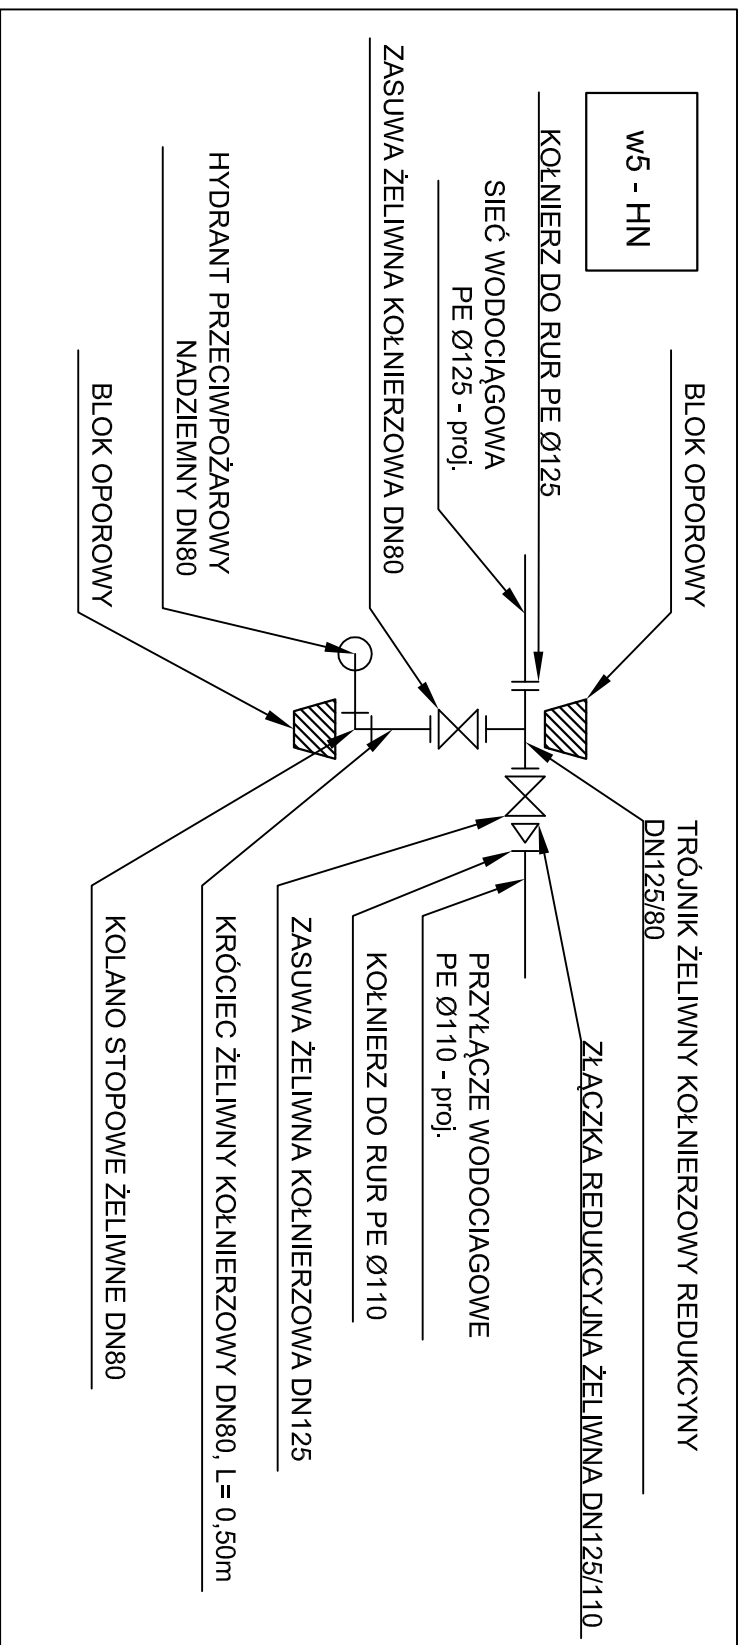 w5 - HN
BLOK OPOROWY
KOŁNIERZ DO RUR PE Ø125
SIEĆ WODOCIĄGOWA
PE Ø125 - proj.
ZASUWA ŻELIWNA KOŁNIERZOWA DN80
HYDRANT PRZECIWPOŻAROWY
NADZIEMNY DN80
BLOK OPOROWY
TRÓJNIK ŻELIWNY KOŁNIERZOWY REDUKCYNY
DN125/80
ZŁĄCZKA REDUKCYJNA ŻELIWNA DN125/110
PRZYŁĄCZE WODOCIAGOWE
PE Ø110 - proj.
KOŁNIERZ DO RUR PE Ø110
ZASUWA ŻELIWNA KOŁNIERZOWA DN125
KRÓCIEC ŻELIWNY KOŁNIERZOWY DN80, L= 0,50m
KOLANO STOPOWE ŻELIWNE DN80